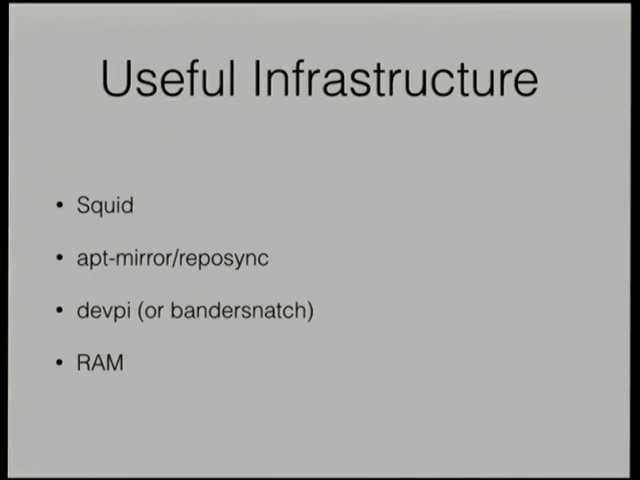 Useful Infrastructure
• Squid
• apt-mirror/reposync
• devpi (or bandersnatch)
• RAM